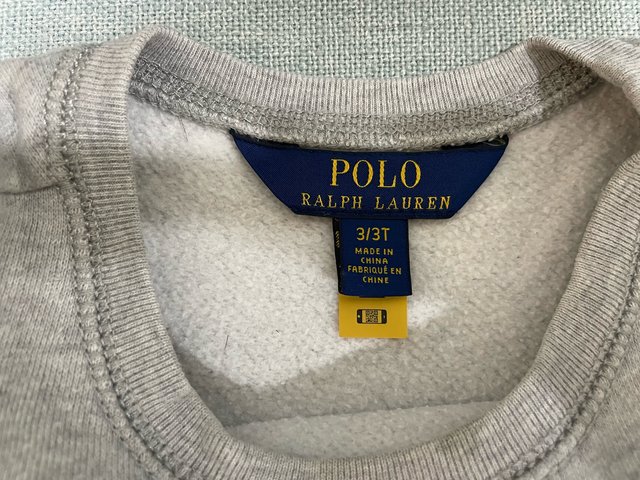 POLO
RALPH LAUREN
3/3T
MADE IN
CHINA
FABRIQUÉ EN
CHINE